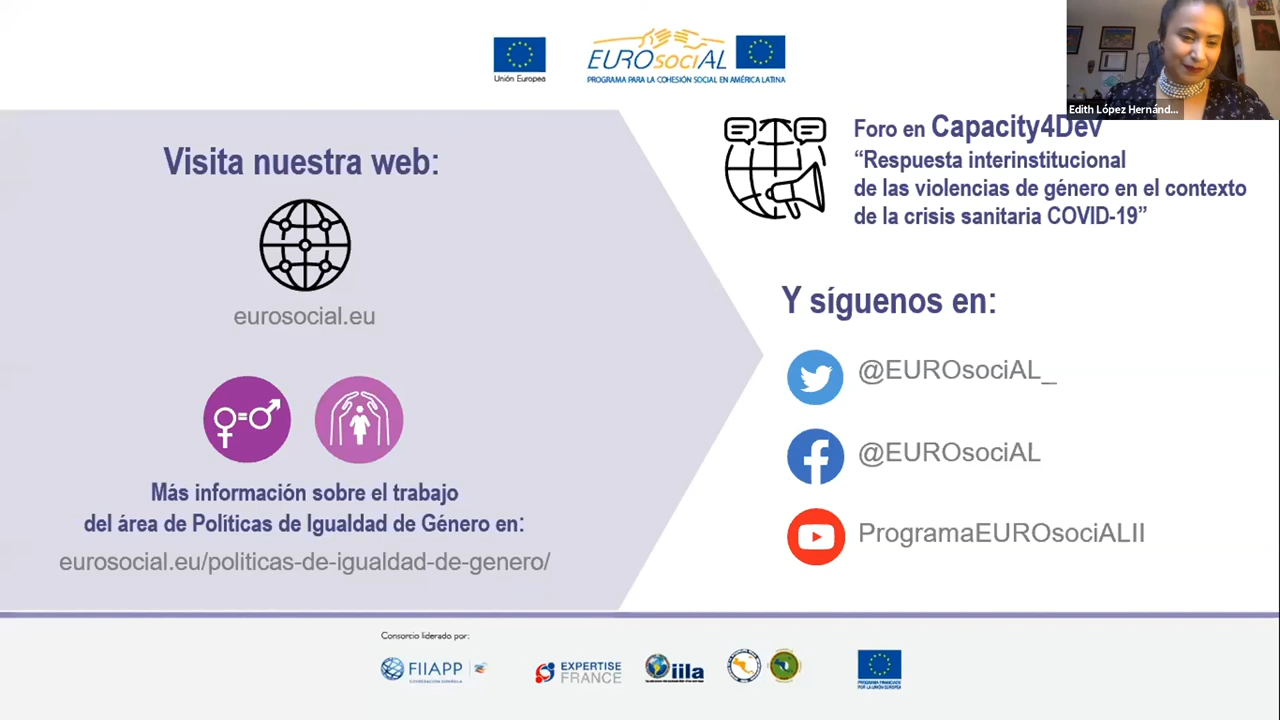 Unión Europea
EUROsociAL
PROGRAMA PARA LA COHESIÓN SOCIAL EN AMÉRICA LATINA
Edith López Hernánd...
Visita nuestra web:
eurosocial.eu
Más información sobre el trabajo
del área de Políticas de Igualdad de Género en:
eurosocial.eu/politicas-de-igualdad-de-genero/
Foro en Capacity4Dev
“Respuesta interinstitucional
de las violencias de género en el contexto
de la crisis sanitaria COVID-19”
Y síguenos en:
@EUROsociAL_
@EUROsociAL
ProgramaEUROsociALII
Consorcio liderado por:
FIIAPP
COOPERACIÓN ESPAÑOLA
EXPERTISE
FRANCE
iila
PROGRAMA FINANCIADO
POR LA UNIÓN EUROPEA